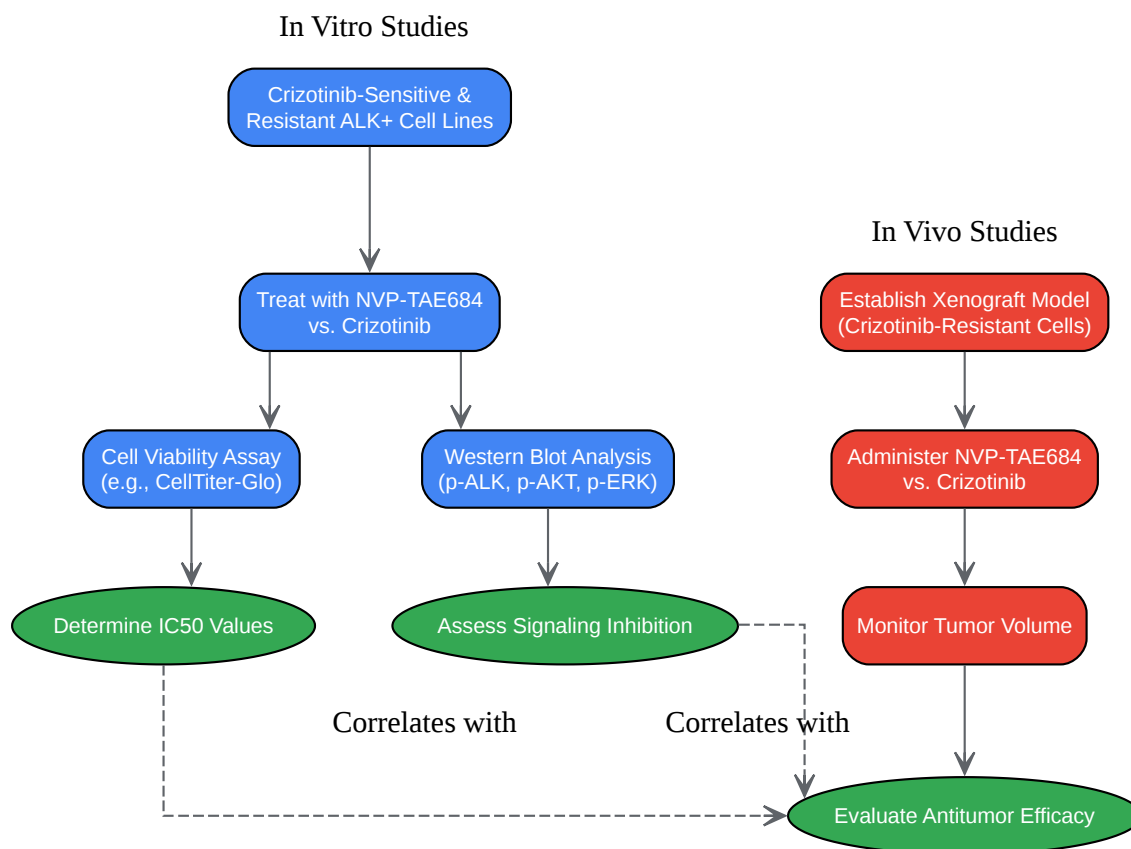 In Vitro Studies
Crizotinib-Sensitive &
Resistant ALK+ Cell Lines
Treat with NVP-TAE684
vs. Crizotinib
Cell Viability Assay
(e.g., CellTiter-Glo)
Western Blot Analysis
(p-ALK, p-AKT, p-ERK)
Determine IC50 Values
Assess Signaling Inhibition
Correlates with
Correlates with
In Vivo Studies
Establish Xenograft Model
(Crizotinib-Resistant Cells)
Administer NVP-TAE684
vs. Crizotinib
Monitor Tumor Volume
Evaluate Antitumor Efficacy